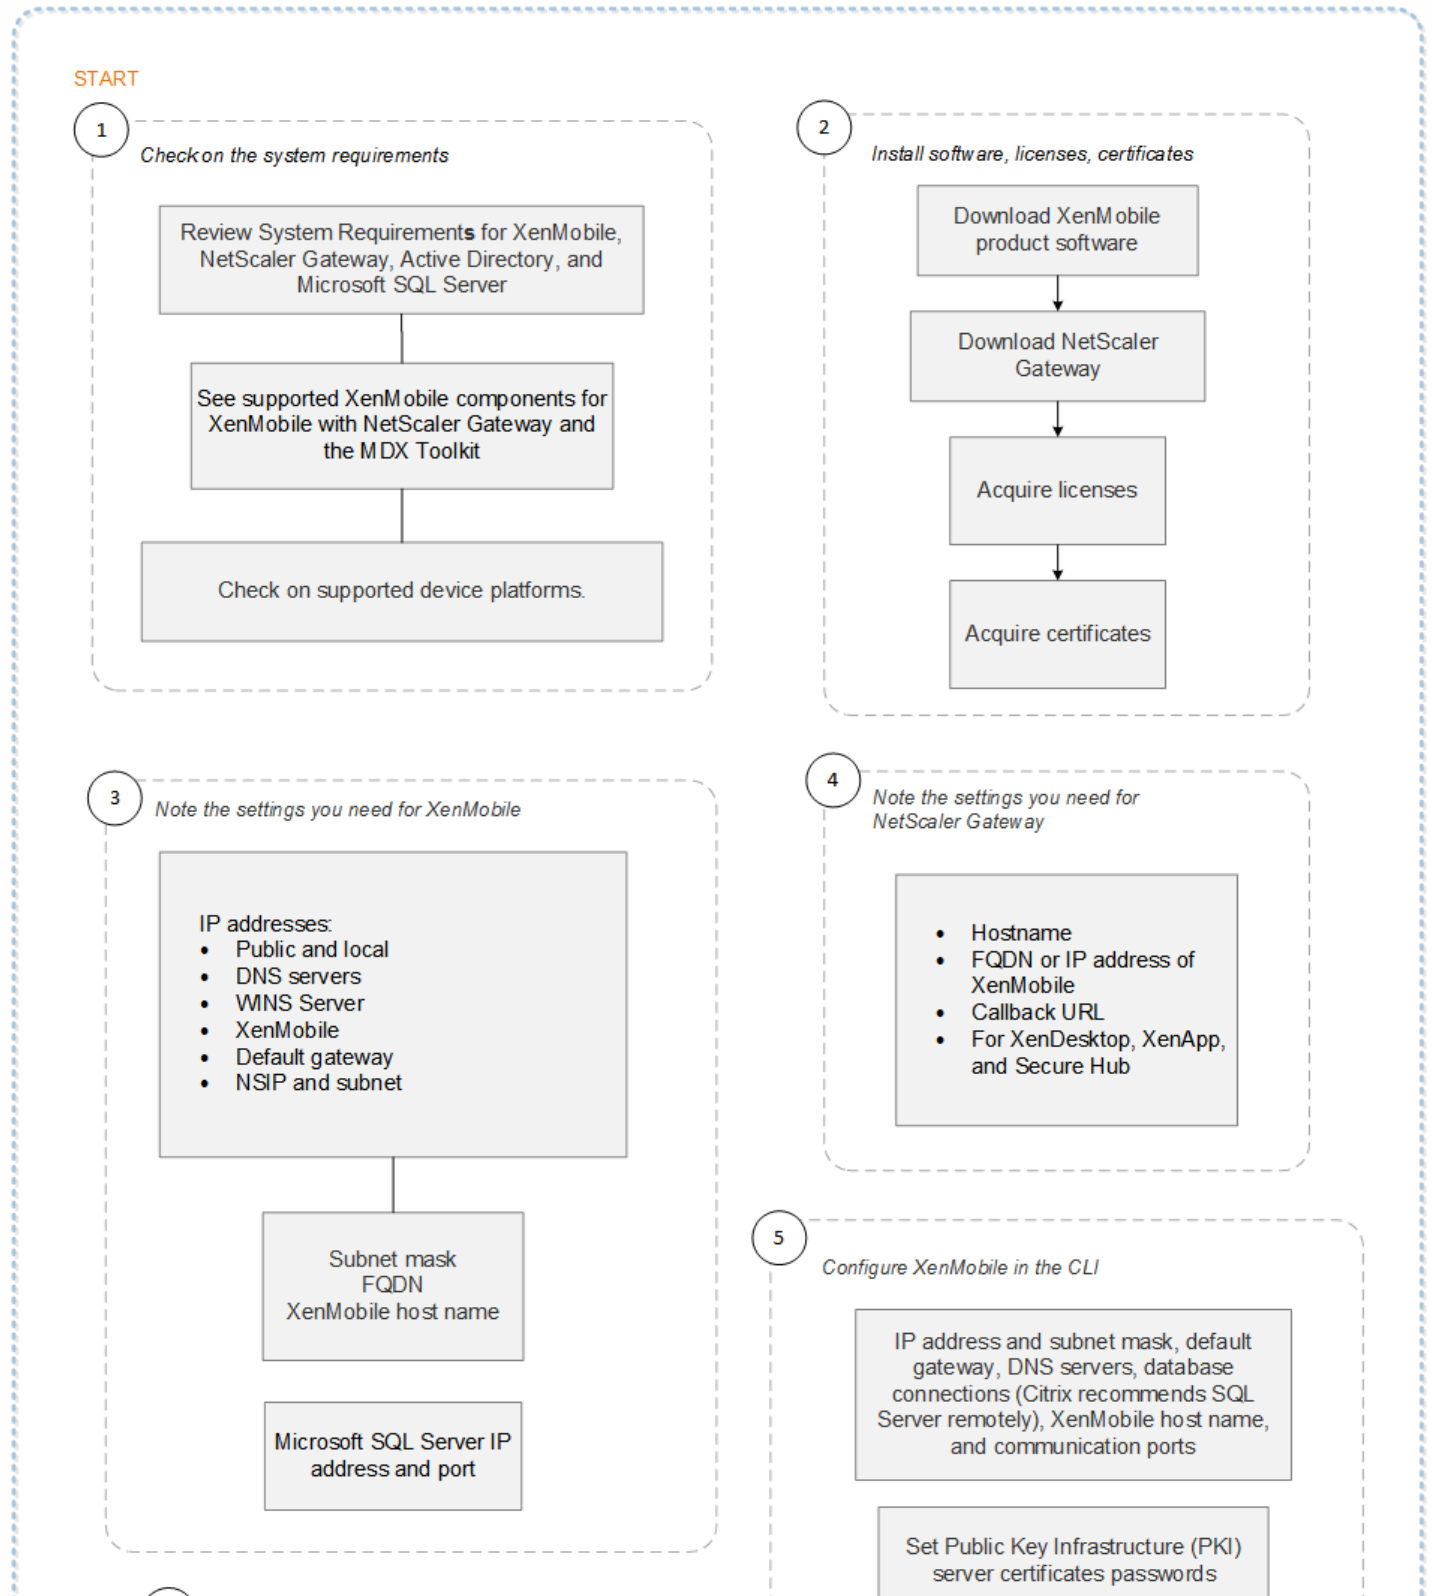 START
1
Check on the system requirements
Review System Requirements for XenMobile,
NetScaler Gateway, Active Directory, and
Microsoft SQL Server
See supported XenMobile components for
XenMobile with NetScaler Gateway and
the MDX Toolkit
Check on supported device platforms.
2
Install software, licenses, certificates
Download XenMobile
product software
Download NetScaler
Gateway
Acquire licenses
Acquire certificates
3
Note the settings you need for XenMobile
IP addresses:
• Public and local
• DNS servers
• WINS Server
• XenMobile
• Default gateway
• NSIP and subnet
Subnet mask
FQDN
XenMobile host name
Microsoft SQL Server IP
address and port
4
Note the settings you need for
NetScaler Gateway
• Hostname
• FQDN or IP address of
XenMobile
• Callback URL
• For XenDesktop, XenApp,
and Secure Hub
5
Configure XenMobile in the CLI
IP address and subnet mask, default
gateway, DNS servers, database
connections (Citrix recommends SQL
Server remotely), XenMobile host name,
and communication ports
Set Public Key Infrastructure (PKI)
server certificates passwords